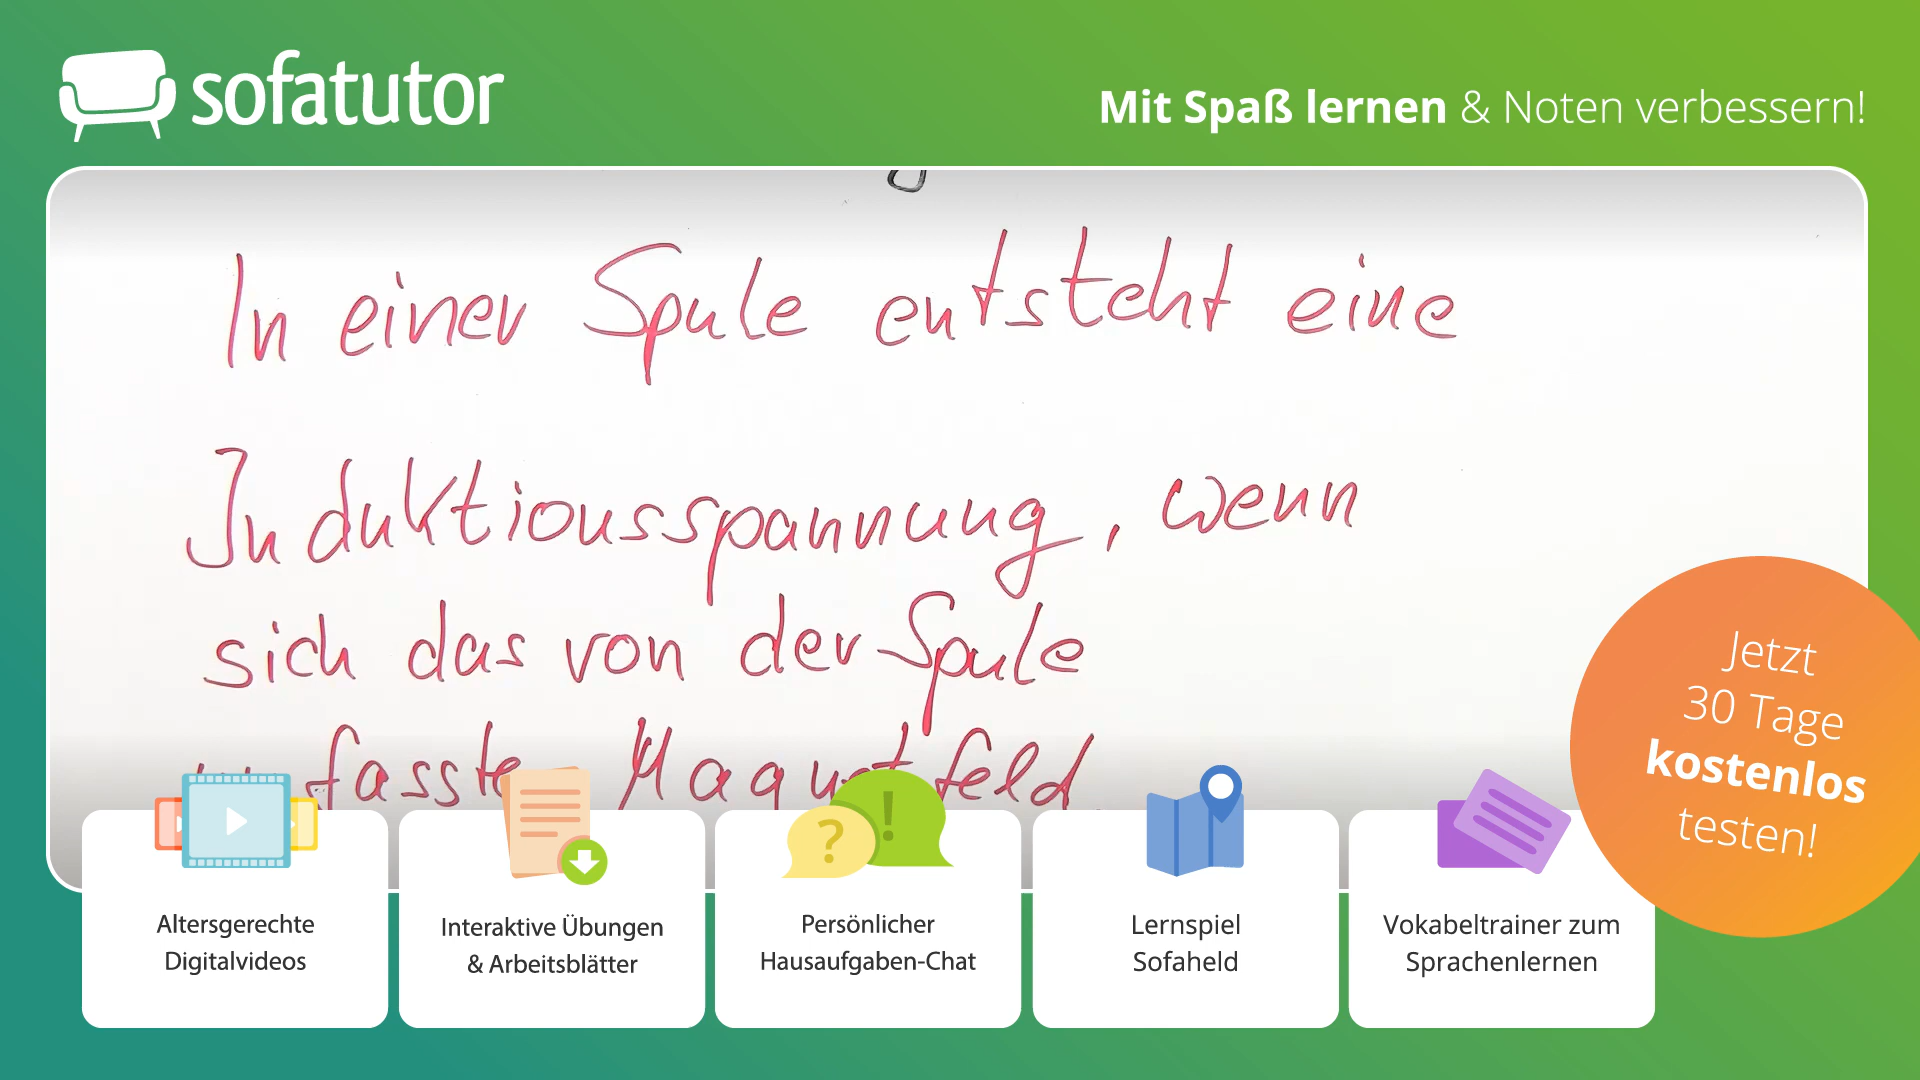 sofatutor
Mit Spaß lernen & Noten verbessern!
In einer Spule entsteht eine
Induktionsspannung, wenn
sich das von der Spule
Magnetfeld
Jetzt
30 Tage
kostenlos
testen!
Altersgerechte
Digitalvideos
Interaktive Übungen
& Arbeitsblätter
Persönlicher
Hausaufgaben-Chat
Lernspiel
Sofaheld
Vokabeltrainer zum
Sprachenlernen